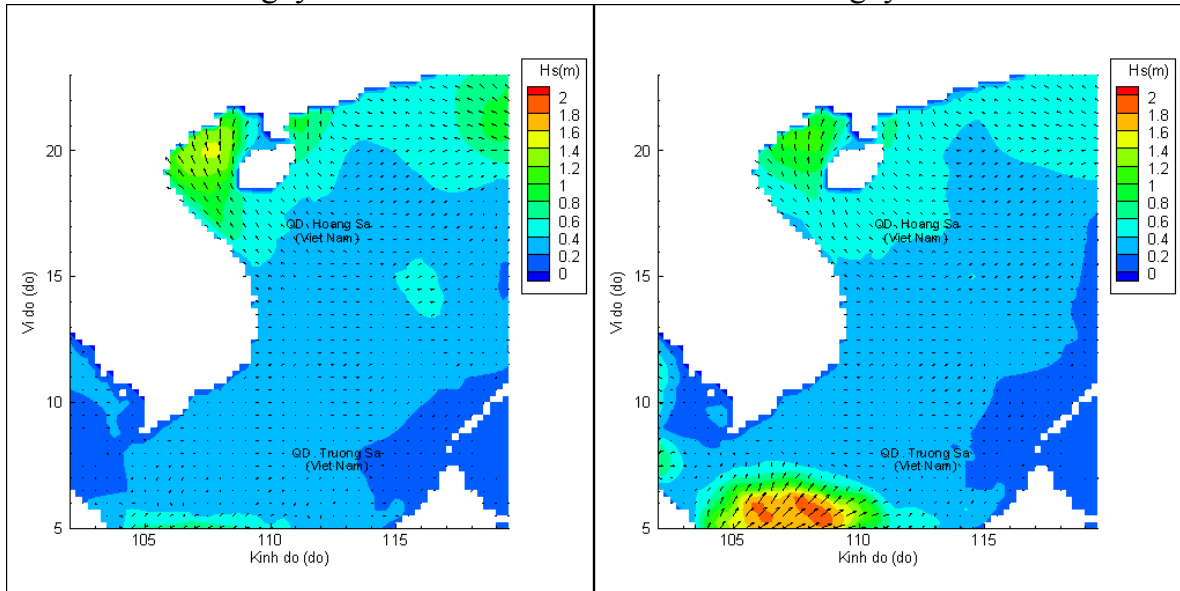 Hs(m)
2
1.8
1.6
1.4
1.2
1
0.8
0.6
0.4
0.2
0
20
15
10
5
Vi do (do)
QD. Hoang Sa
(Viet Nam)
QD. Truong Sa
(Viet Nam)
105
110
115
Kinh do (do)
Hs(m)
2
1.8
1.6
1.4
1.2
1
0.8
0.6
0.4
0.2
0
20
15
10
5
Vi do (do)
QD. Hoang Sa
(Viet Nam)
QD. Truong Sa
(Viet Nam)
105
110
115
Kinh do (do)